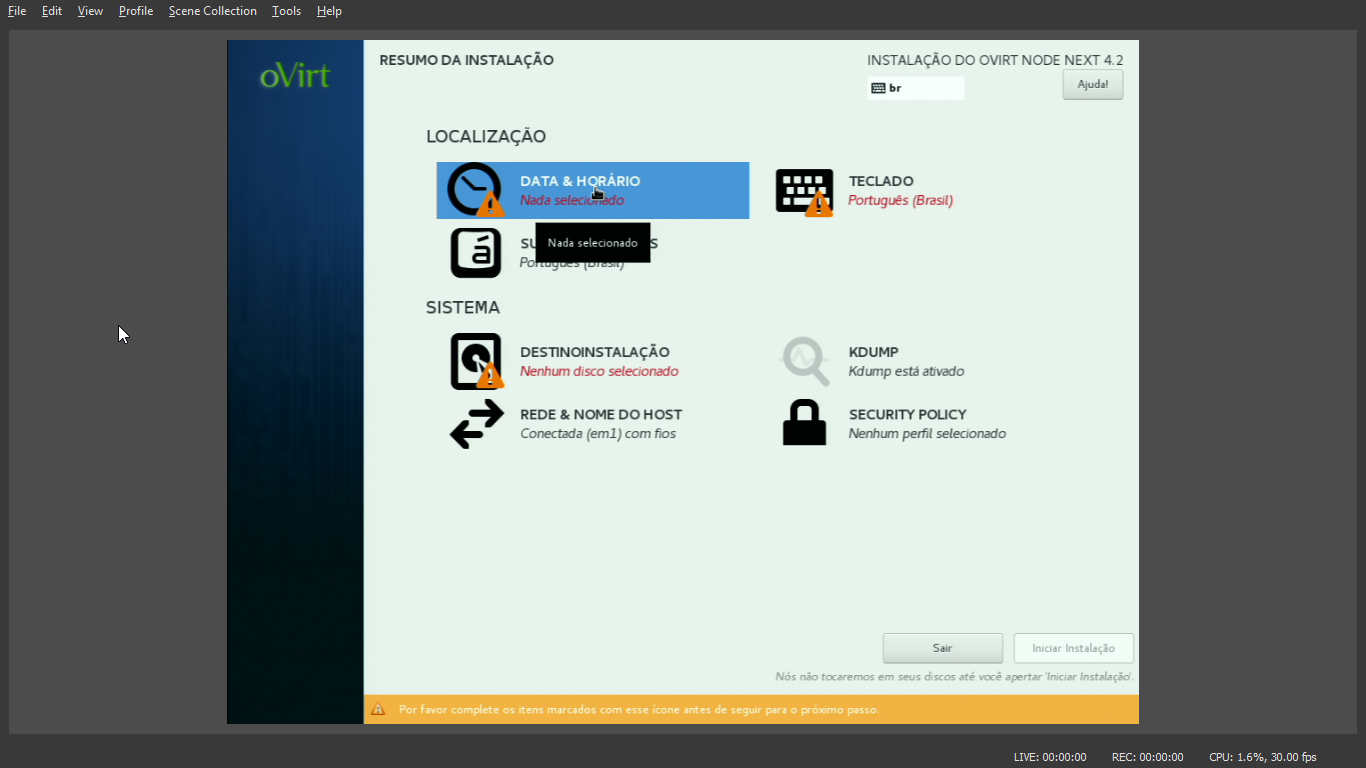 File Edit View Profile Scene Collection Tools Help
oVirt
RESUMO DA INSTALAÇÃO
INSTALAÇÃO DO OVIRT NODE NEXT 4.2
br
Ajuda!
LOCALIZAÇÃO
DATA & HORÁRIO
Nada selecionado
TECLADO
Português (Brasil)
Nada selecionado
Português (Brasil)
SISTEMA
DESTINOINSTALAÇÃO
Nenhum disco selecionado
KDUMP
Kdump está ativado
REDE & NOME DO HOST
Conectada (em1) com fios
SECURITY POLICY
Nenhum perfil selecionado
Sair
Iniciar Instalação
Nós não tocaremos em seus discos até você apertar 'Iniciar Instalação'.
Por favor complete os itens marcados com esse ícone antes de seguir para o próximo passo.
LIVE: 00:00:00 REC: 00:00:00 CPU: 1.6%, 30.00 fps